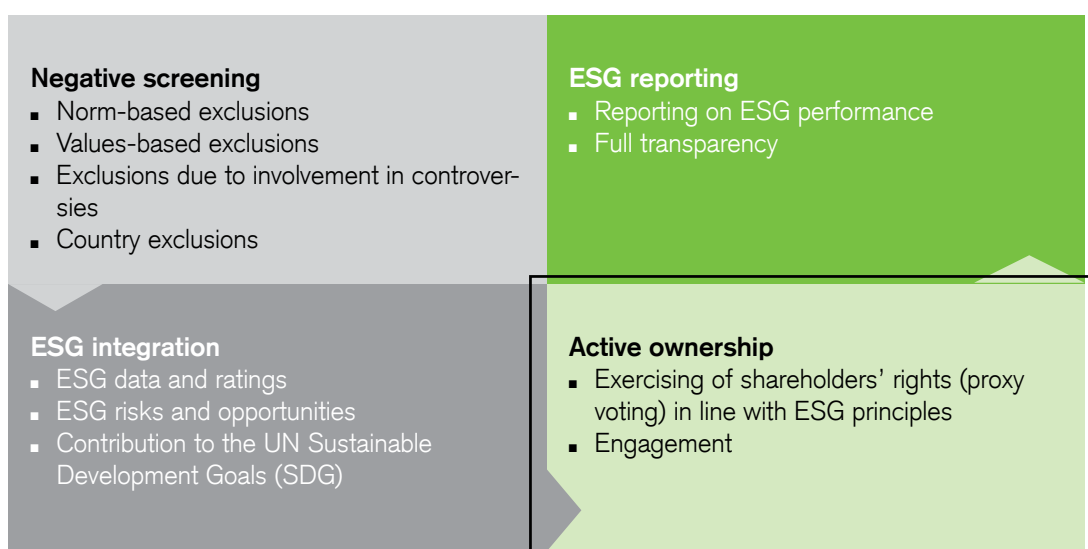 Negative screening
▪ Norm-based exclusions
▪ Values-based exclusions
▪ Exclusions due to involvement in controver-
sies
▪ Country exclusions
ESG reporting
▪ Reporting on ESG performance
▪ Full transparency
ESG integration
▪ ESG data and ratings
▪ ESG risks and opportunities
▪ Contribution to the UN Sustainable
Development Goals (SDG)
Active ownership
▪ Exercising of shareholders’ rights (proxy
voting) in line with ESG principles
▪ Engagement